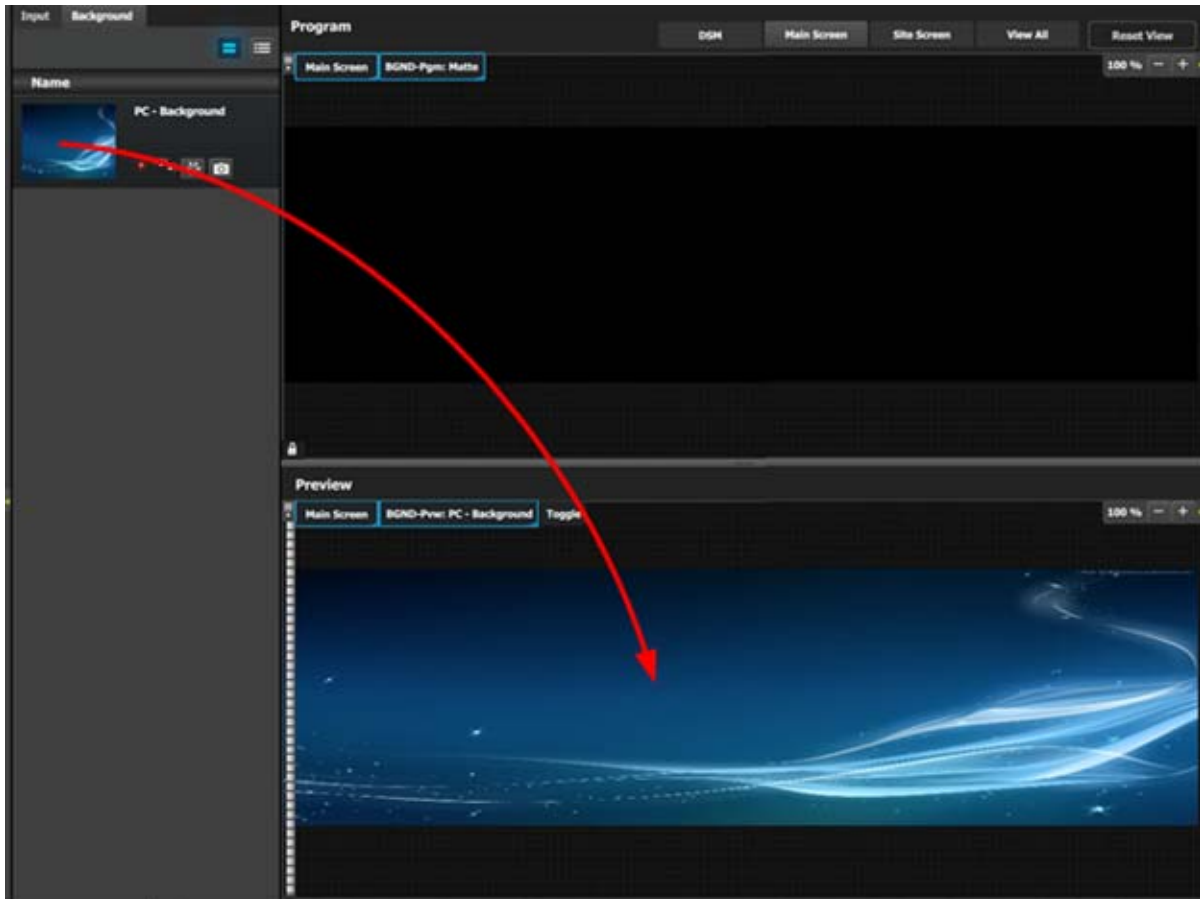 Input Background
Name
PC - Background
Program
DSM Main Screen Site Screen View All Reset View
Main Screen BGND-Pgm: Matte
100 % − +
Preview
Main Screen BGND-Pvw: PC - Background Toggle
100 % − +